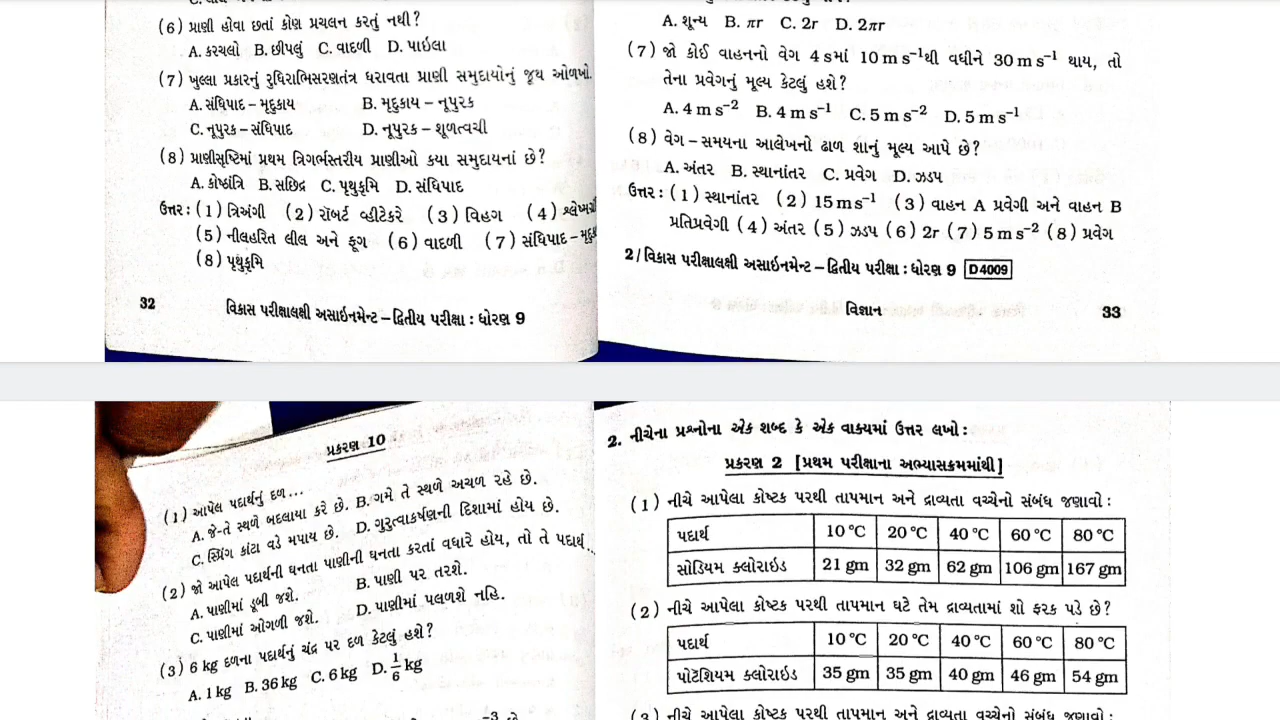 (6) પ્રાણી હોવા છતાં કોણ પ્રચલન કરતું નથી?
A. કરચલો B. છીપલું C. વાદળી D. પાઇલા
(7) ખુલ્લા પ્રકારનું રુધિરાભિસરણતંત્ર ધરાવતા પ્રાણી સમુદાયોનું જૂથ ઓળખો.
A. સંધિપાદ – મૃદુકાય B. મૃદુકાય – નૂપુરક
C. નૂપુરક – સંધિપાદ D. નૂપુરક – શૂળત્વચી
(8) પ્રાણીસૃષ્ટિમાં પ્રથમ ત્રિગર્ભસ્તરીય પ્રાણીઓ કયા સમુદાયનાં છે?
A. કોષ્ઠાંત્રિ B. સછિદ્ર C. પૃથુકૃમિ D. સંધિપાદ
ઉત્તર : (1) ત્રિઅંગી (2) રૉબર્ટ વ્હીટેકરે (3) વિહગ (4)
(5) નીલહરિત લીલ અને ફૂગ (6) વાદળી (7) સંધિપાદ –
(8) પૃથુકૃમિ
32 વિકાસ પરીક્ષાલક્ષી અસાઇનમેન્ટ – દ્વિતીય પરીક્ષા : ધોરણ 9
A. શૂન્ય B. πr C. 2r D. 2πr
(7) જો કોઈ વાહનનો વેગ 4 sમાં 10 m s⁻¹થી વધીને 30 m s⁻¹ થાય, તો
તેના પ્રવેગનું મૂલ્ય કેટલું હશે?
A. 4 m s⁻² B. 4 m s⁻¹ C. 5 m s⁻² D. 5 m s⁻¹
(8) વેગ – સમયના આલેખનો ઢાળ શાનું મૂલ્ય આપે છે?
A. અંતર B. સ્થાનાંતર C. પ્રવેગ D. ઝડપ
ઉત્તર : (1) સ્થાનાંતર (2) 15 m s⁻¹ (3) વાહન A પ્રવેગી અને વાહન B
પ્રતિપ્રવેગી (4) અંતર (5) ઝડપ (6) 2r (7) 5 m s⁻² (8) પ્રવેગ
2/વિકાસ પરીક્ષાલક્ષી અસાઇનમેન્ટ – દ્વિતીય પરીક્ષા : ધોરણ 9 D4009
વિજ્ઞાન 33
પ્રકરણ 10
(1) આપેલ પદાર્થનું દળ...
A. જે-તે સ્થળે બદલાયા કરે છે. B. ગમે તે સ્થળે અચળ રહે છે.
C. સ્પ્રિંગ કાંટા વડે મપાય છે. D. ગુરુત્વાકર્ષણની દિશામાં હોય છે.
(2) જો આપેલ પદાર્થની ઘનતા પાણીની ઘનતા કરતાં વધારે હોય, તો તે પદાર્થ...
A. પાણીમાં ડૂબી જશે. B. પાણી પર તરશે.
C. પાણીમાં ઓગળી જશે. D. પાણીમાં પલળશે નહિ.
(3) 6 kg દળના પદાર્થનું ચંદ્ર પર દળ કેટલું હશે?
A. 1 kg B. 36 kg C. 6 kg D. 1/6 kg
2. નીચેના પ્રશ્નોના એક શબ્દ કે એક વાક્યમાં ઉત્તર લખો :
પ્રકરણ 2 [પ્રથમ પરીક્ષાના અભ્યાસક્રમમાંથી]
(1) નીચે આપેલા કોષ્ટક પરથી તાપમાન અને દ્રાવ્યતા વચ્ચેનો સંબંધ જણાવો :
પદાર્થ 10 °C 20 °C 40 °C 60 °C 80 °C
સોડિયમ ક્લોરાઇડ 21 gm 32 gm 62 gm 106 gm 167 gm
(2) નીચે આપેલા કોષ્ટક પરથી તાપમાન ઘટે તેમ દ્રાવ્યતામાં શો ફરક પડે છે?
પદાર્થ 10 °C 20 °C 40 °C 60 °C 80 °C
પોટૅશિયમ ક્લોરાઇડ 35 gm 35 gm 40 gm 46 gm 54 gm
(3) નીચે આપેલા કોષ્ટક પરથી તાપમાન અને દ્રાવ્યતા વચ્ચેનો સંબંધ જણાવો :